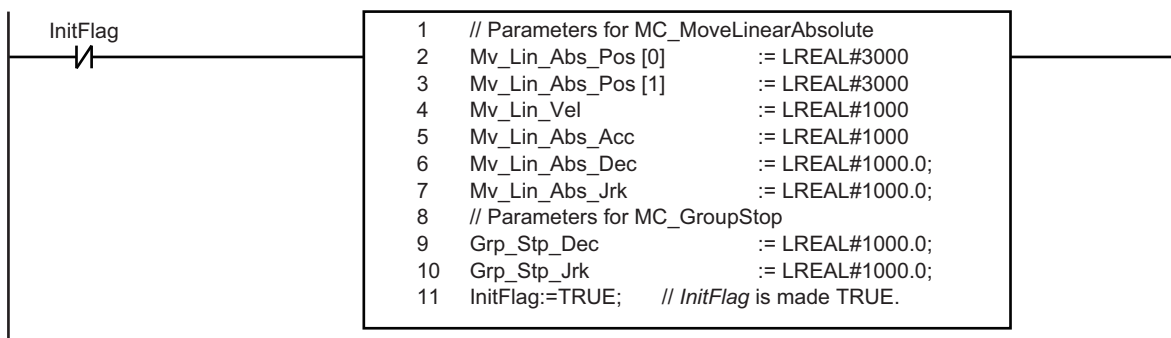 InitFlag
1 // Parameters for MC_MoveLinearAbsolute
2 Mv_Lin_Abs_Pos [0] := LREAL#3000
3 Mv_Lin_Abs_Pos [1] := LREAL#3000
4 Mv_Lin_Vel := LREAL#1000
5 Mv_Lin_Abs_Acc := LREAL#1000
6 Mv_Lin_Abs_Dec := LREAL#1000.0;
7 Mv_Lin_Abs_Jrk := LREAL#1000.0;
8 // Parameters for MC_GroupStop
9 Grp_Stp_Dec := LREAL#1000.0;
10 Grp_Stp_Jrk := LREAL#1000.0;
11 InitFlag:=TRUE; // InitFlag is made TRUE.